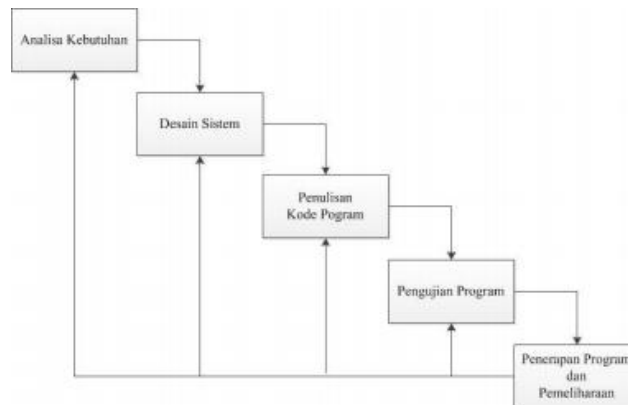 Analisa Kebutuhan
Desain Sistem
Penulisan
Kode Pogram
Pengujian Program
Penerapan Program
dan
Pemeliharaan